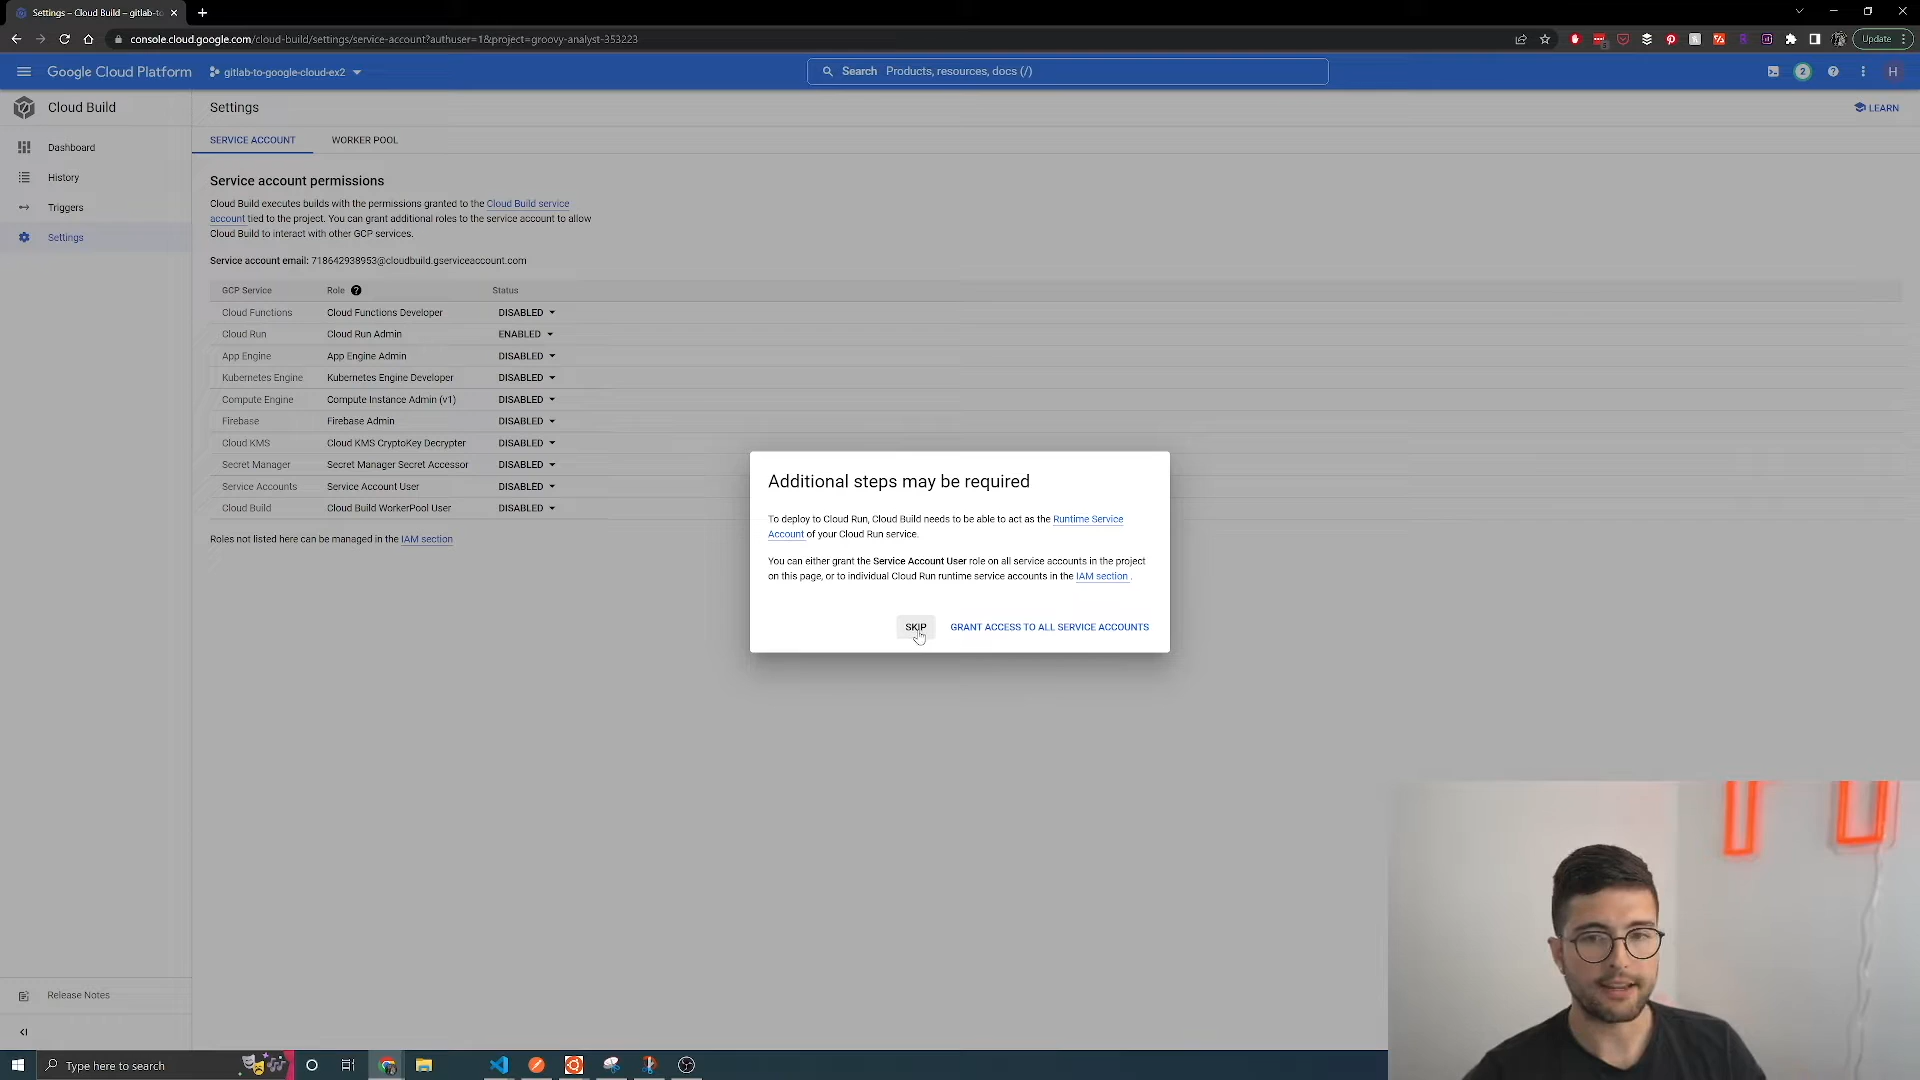 Settings – Cloud Build – gitlab-to
console.cloud.google.com/cloud-build/settings/service-account?authuser=1&project=groovy-analyst-353223
Update
Google Cloud Platform
gitlab-to-google-cloud-ex2
Search Products, resources, docs (/)
2
H
Cloud Build
Settings
LEARN
Dashboard
History
Triggers
Settings
SERVICE ACCOUNT
WORKER POOL
Service account permissions
Cloud Build executes builds with the permissions granted to the Cloud Build service
account tied to the project. You can grant additional roles to the service account to allow
Cloud Build to interact with other GCP services.
Service account email: 718642938953@cloudbuild.gserviceaccount.com
GCP Service Role Status
Cloud Functions Cloud Functions Developer DISABLED
Cloud Run Cloud Run Admin ENABLED
App Engine App Engine Admin DISABLED
Kubernetes Engine Kubernetes Engine Developer DISABLED
Compute Engine Compute Instance Admin (v1) DISABLED
Firebase Firebase Admin DISABLED
Cloud KMS Cloud KMS CryptoKey Decrypter DISABLED
Secret Manager Secret Manager Secret Accessor DISABLED
Service Accounts Service Account User DISABLED
Cloud Build Cloud Build WorkerPool User DISABLED
Roles not listed here can be managed in the IAM section
Additional steps may be required
To deploy to Cloud Run, Cloud Build needs to be able to act as the Runtime Service
Account of your Cloud Run service.
You can either grant the Service Account User role on all service accounts in the project
on this page, or to individual Cloud Run runtime service accounts in the IAM section .
SKIP
GRANT ACCESS TO ALL SERVICE ACCOUNTS
Release Notes
Type here to search